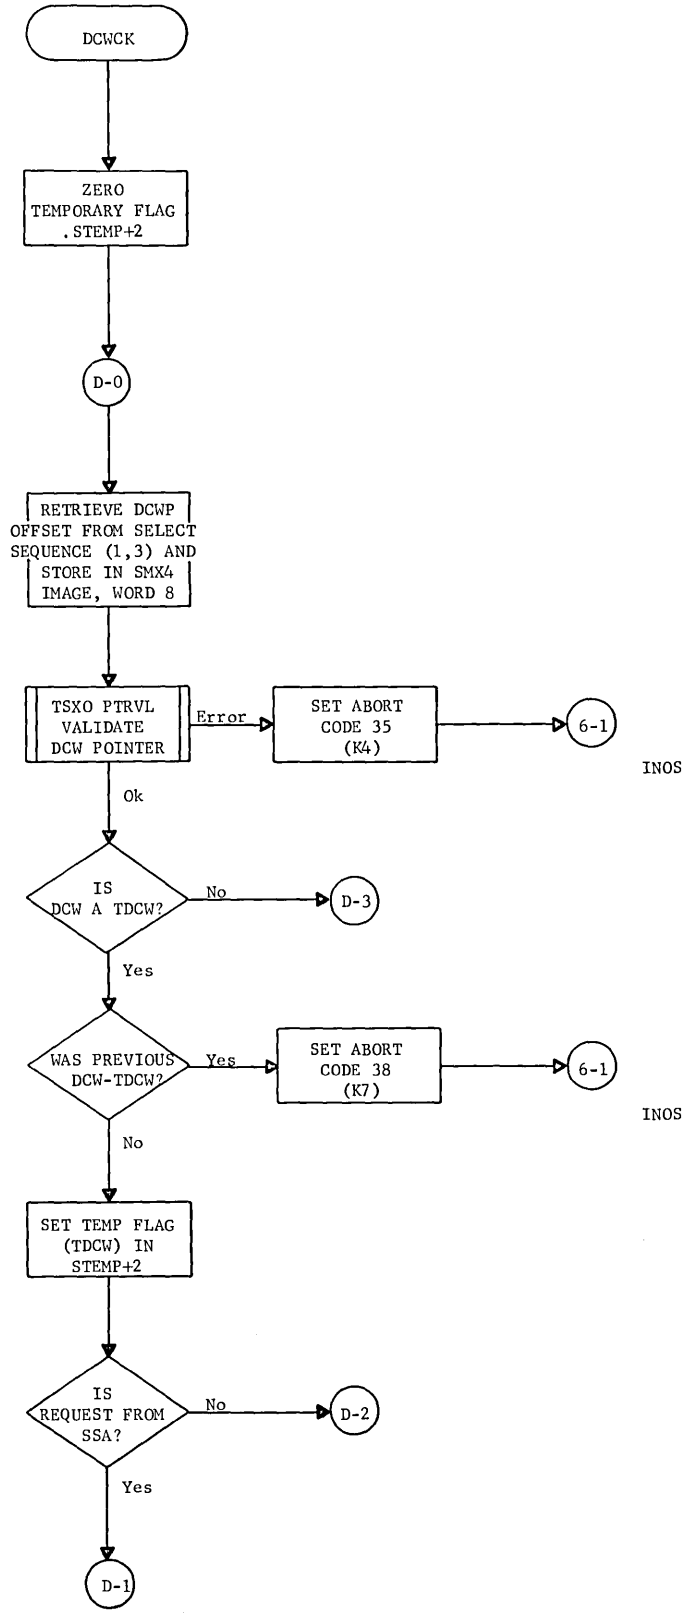 DCWCK
ZERO
TEMPORARY FLAG
.STEMP+2
D-0
RETRIEVE DCWP
OFFSET FROM SELECT
SEQUENCE (1,3) AND
STORE IN SMX4
IMAGE, WORD 8
TSXO PTRVL
VALIDATE
DCW POINTER
Error
SET ABORT
CODE 35
(K4)
6-1
INOS
Ok
IS
DCW A TDCW?
No
D-3
Yes
WAS PREVIOUS
DCW-TDCW?
Yes
SET ABORT
CODE 38
(K7)
6-1
INOS
No
SET TEMP FLAG
(TDCW) IN
STEMP+2
IS
REQUEST FROM
SSA?
No
D-2
Yes
D-1